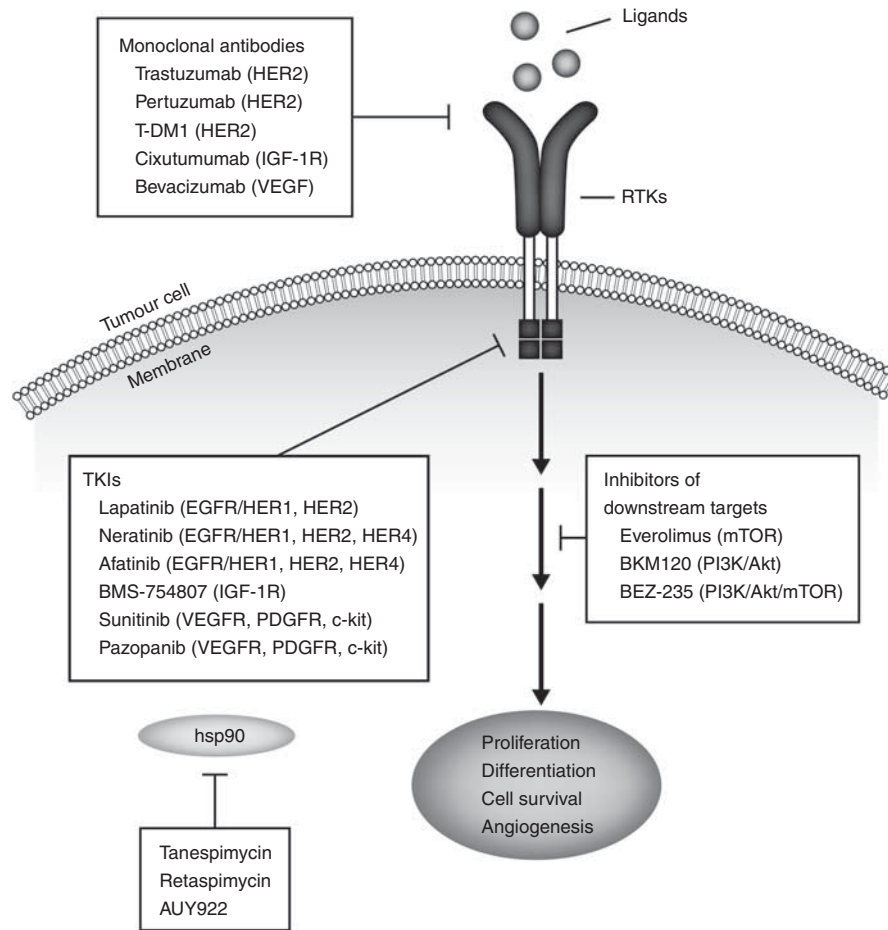 Ligands
Monoclonal antibodies
Trastuzumab (HER2)
Pertuzumab (HER2)
T-DM1 (HER2)
Cixutumumab (IGF-1R)
Bevacizumab (VEGF)
RTKs
Tumour cell
Membrane
TKIs
Lapatinib (EGFR/HER1, HER2)
Neratinib (EGFR/HER1, HER2, HER4)
Afatinib (EGFR/HER1, HER2, HER4)
BMS-754807 (IGF-1R)
Sunitinib (VEGFR, PDGFR, c-kit)
Pazopanib (VEGFR, PDGFR, c-kit)
Inhibitors of
downstream targets
Everolimus (mTOR)
BKM120 (PI3K/Akt)
BEZ-235 (PI3K/Akt/mTOR)
hsp90
Proliferation
Differentiation
Cell survival
Angiogenesis
Tanespimycin
Retaspimycin
AUY922